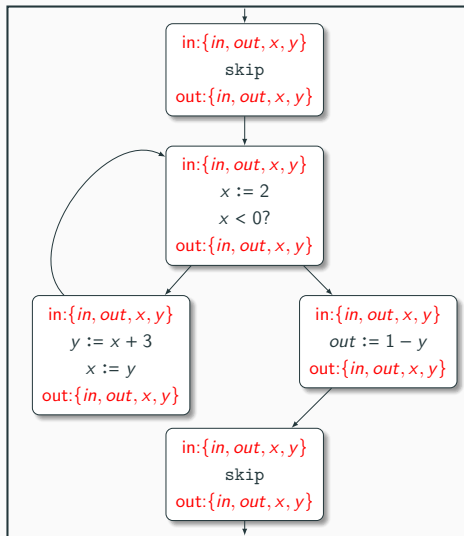 in:{in, out, x, y}
skip
out:{in, out, x, y}
in:{in, out, x, y}
x := 2
x < 0?
out:{in, out, x, y}
in:{in, out, x, y}
y := x + 3
x := y
out:{in, out, x, y}
in:{in, out, x, y}
out := 1 − y
out:{in, out, x, y}
in:{in, out, x, y}
skip
out:{in, out, x, y}